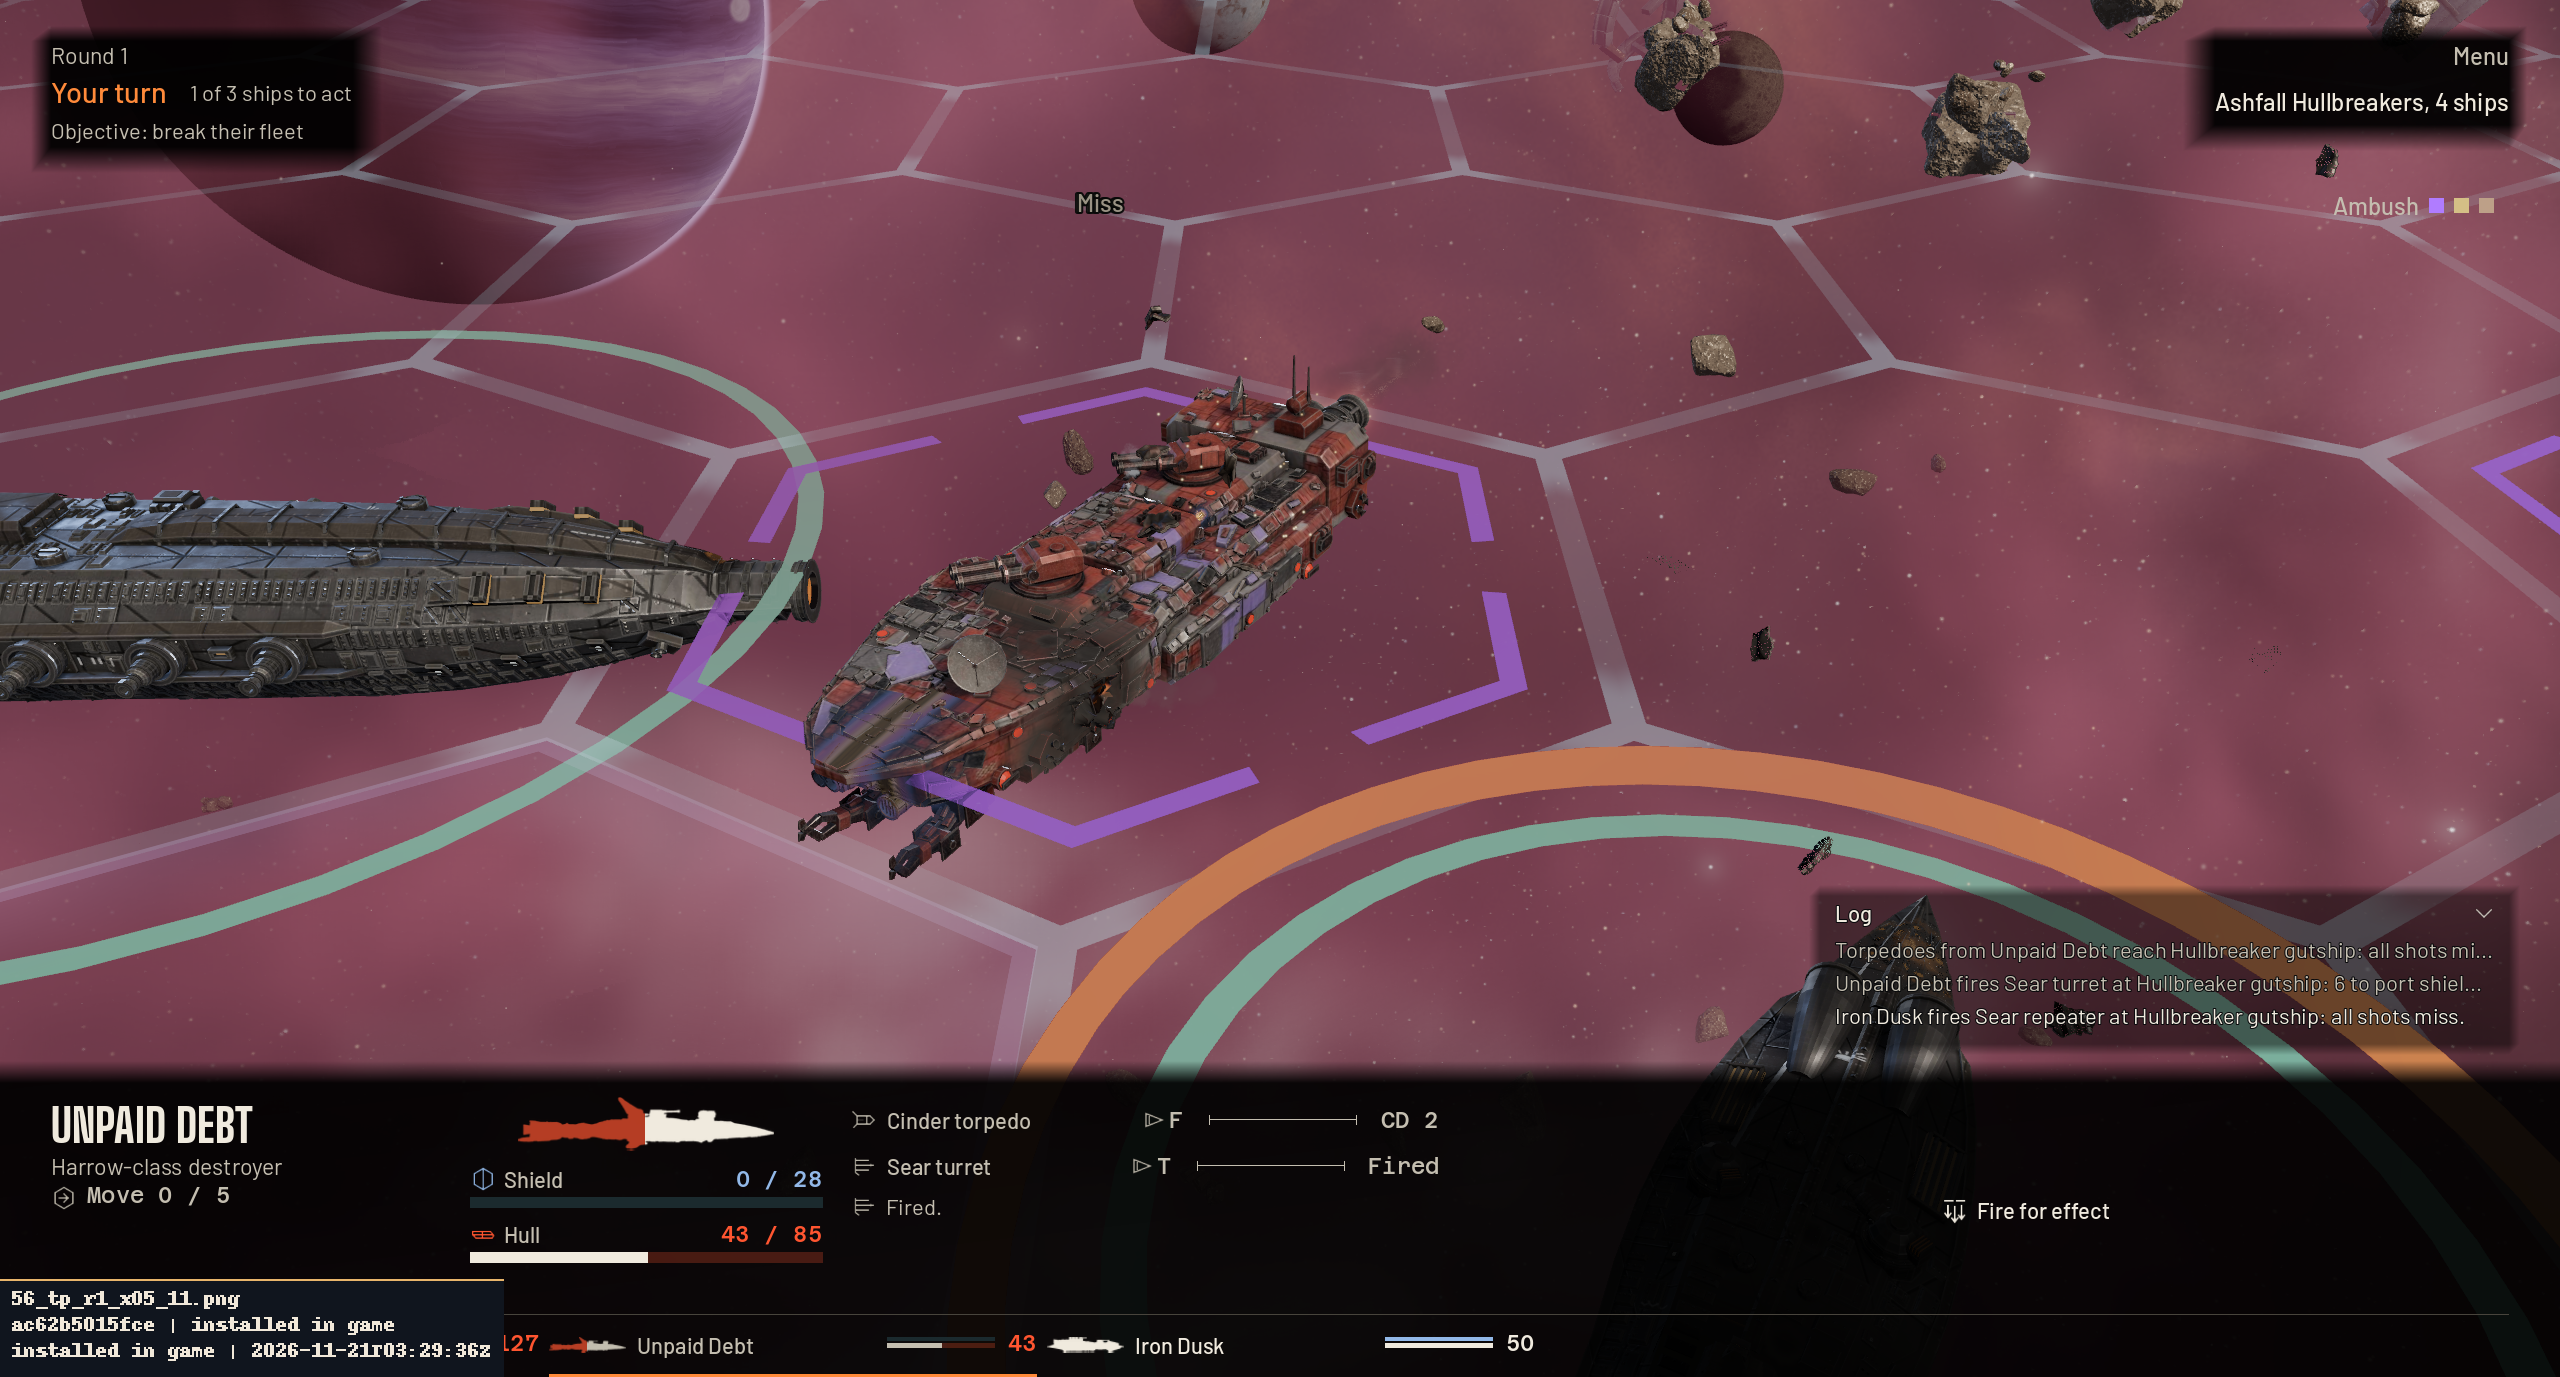 Round 1
Your turn 1 of 3 ships to act
Objective: break their fleet
Menu
Ashfall Hullbreakers, 4 ships
Ambush
Miss
Log
Torpedoes from Unpaid Debt reach Hullbreaker gutship: all shots mi...
Unpaid Debt fires Sear turret at Hullbreaker gutship: 6 to port shiel...
Iron Dusk fires Sear repeater at Hullbreaker gutship: all shots miss.
UNPAID DEBT
Harrow-class destroyer
Move 0 / 5
Shield 0 / 28
Hull 43 / 85
Cinder torpedo F CD 2
Sear turret T Fired
Fired.
Fire for effect
56_tp_r1_x05_11.png
ac62b5015fce | installed in game
installed in game | 2026-11-21T03:29:36Z
127 Unpaid Debt 43 Iron Dusk 50